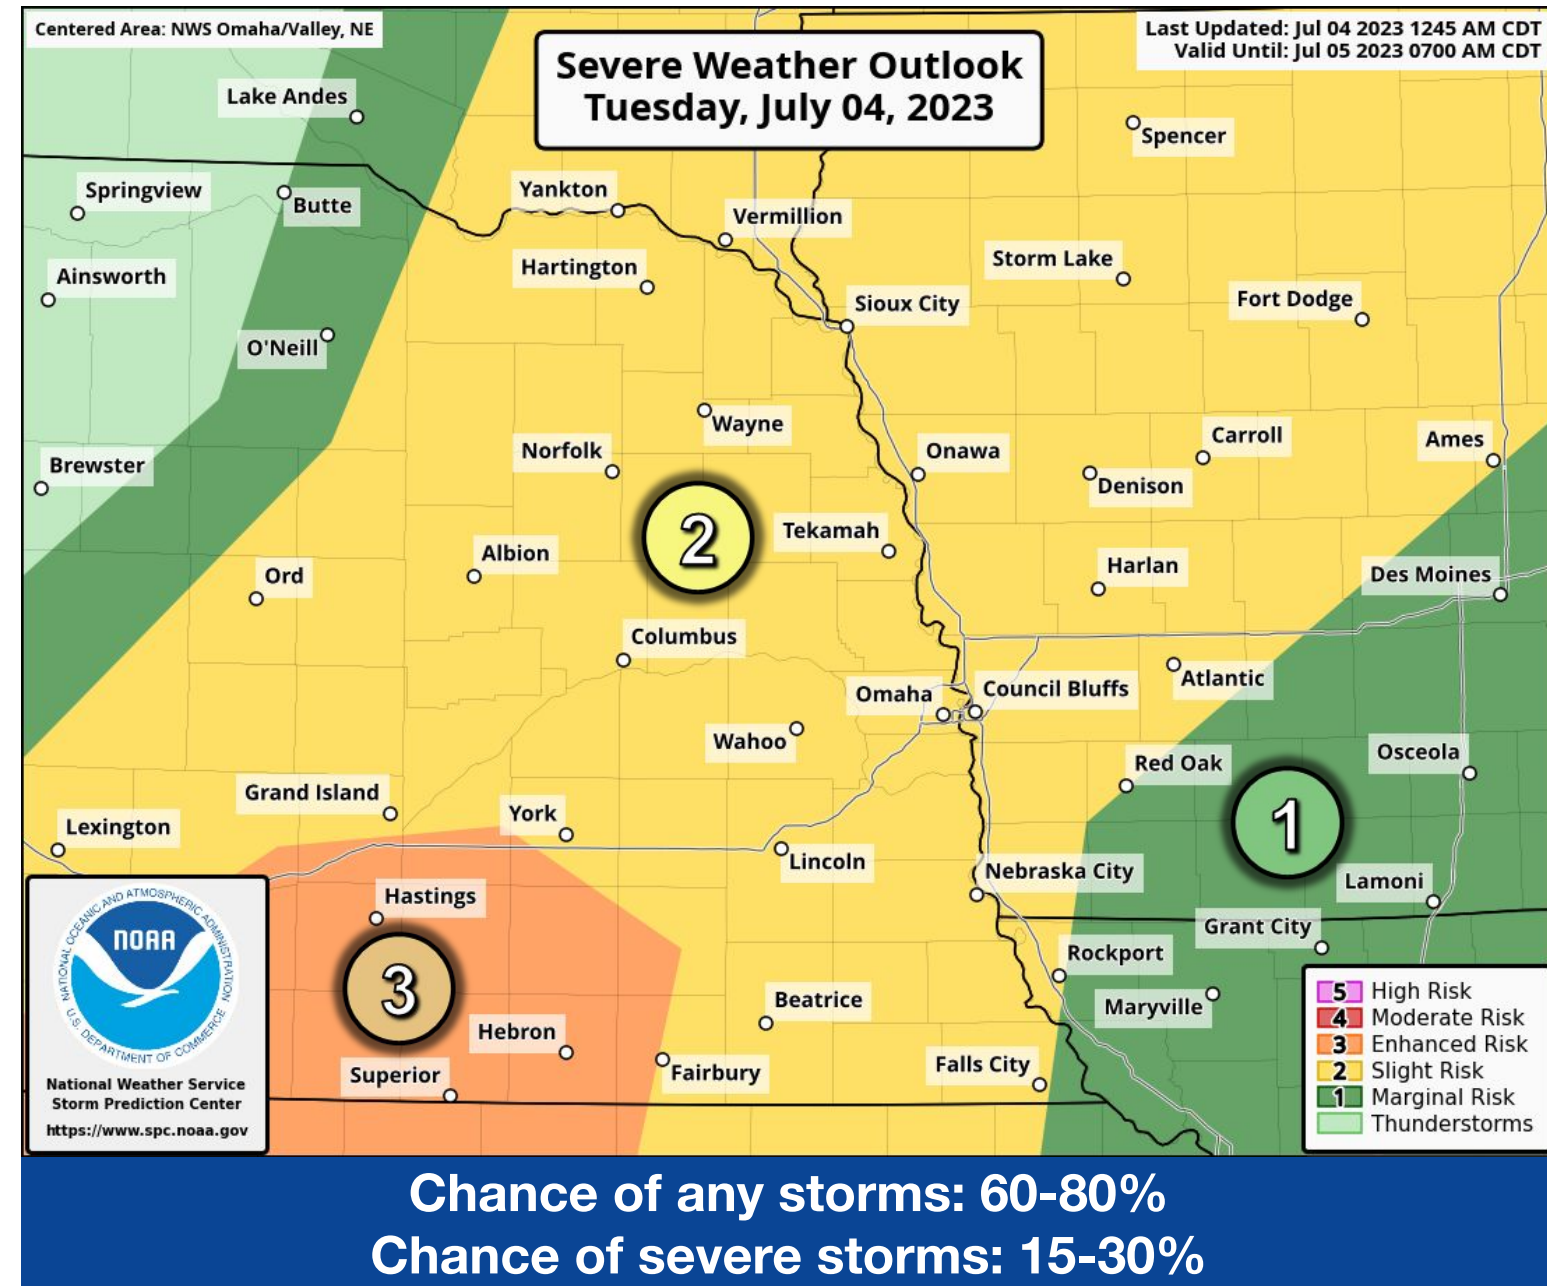 Centered Area: NWS Omaha/Valley, NE
Last Updated: Jul 04 2023 1245 AM CDT
Valid Until: Jul 05 2023 0700 AM CDT
Severe Weather Outlook
Tuesday, July 04, 2023
Lake Andes
Spencer
Springview
Butte
Yankton
Vermillion
Ainsworth
Hartington
Storm Lake
Sioux City
Fort Dodge
O'Neill
Wayne
Norfolk
Onawa
Carroll
Ames
Brewster
Denison
2
Tekamah
Albion
Harlan
Des Moines
Ord
Columbus
Atlantic
Omaha
Council Bluffs
Wahoo
Red Oak
Osceola
Grand Island
York
Lexington
1
Lincoln
Nebraska City
Lamoni
Hastings
Grant City
3
Rockport
Maryville
Beatrice
Hebron
Superior
Fairbury
Falls City
NATIONAL OCEANIC AND ATMOSPHERIC ADMINISTRATION
NOAA
U.S. DEPARTMENT OF COMMERCE
National Weather Service
Storm Prediction Center
https://www.spc.noaa.gov
5 High Risk
4 Moderate Risk
3 Enhanced Risk
2 Slight Risk
1 Marginal Risk
Thunderstorms
Chance of any storms: 60-80%
Chance of severe storms: 15-30%